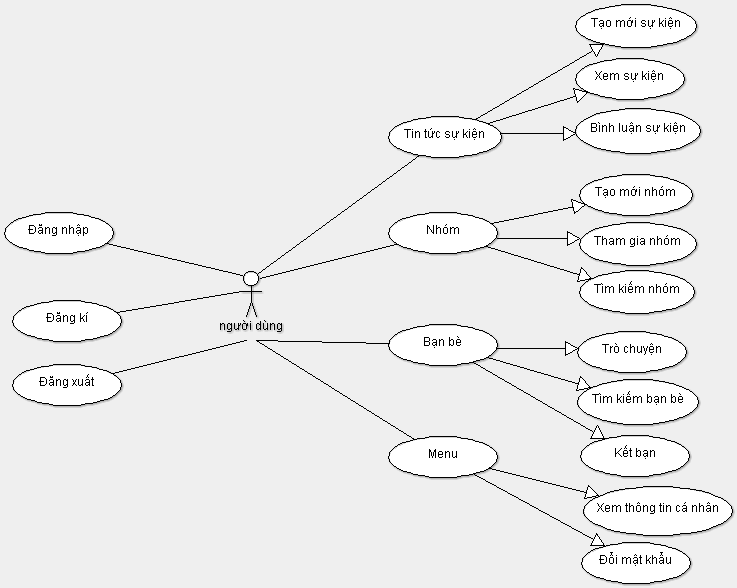 Tạo mới sự kiện
Xem sự kiện
Tin tức sự kiện
Bình luận sự kiện
Tạo mới nhóm
Đăng nhập
Nhóm
Tham gia nhóm
Tìm kiếm nhóm
Đăng kí
người dùng
Bạn bè
Trò chuyện
Đăng xuất
Tìm kiếm bạn bè
Menu
Kết bạn
Xem thông tin cá nhân
Đổi mật khẩu